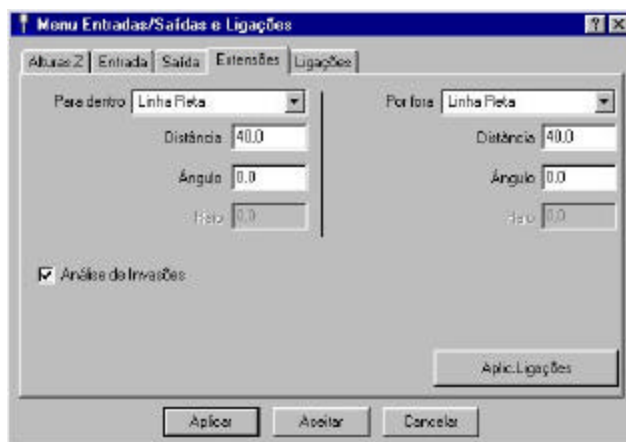 Menu Entradas/Saídas e Ligações
Alturas Z Entrada Saída Extensões Ligações
Para dentro Linha Reta Por fora Linha Reta
Distância 40.0 Distância 40.0
Ângulo 0.0 Ângulo 0.0
Raio 0.0 Raio 0.0
Análise de Invasões
Aplic.Ligações
Aplicar Aceitar Cancelar